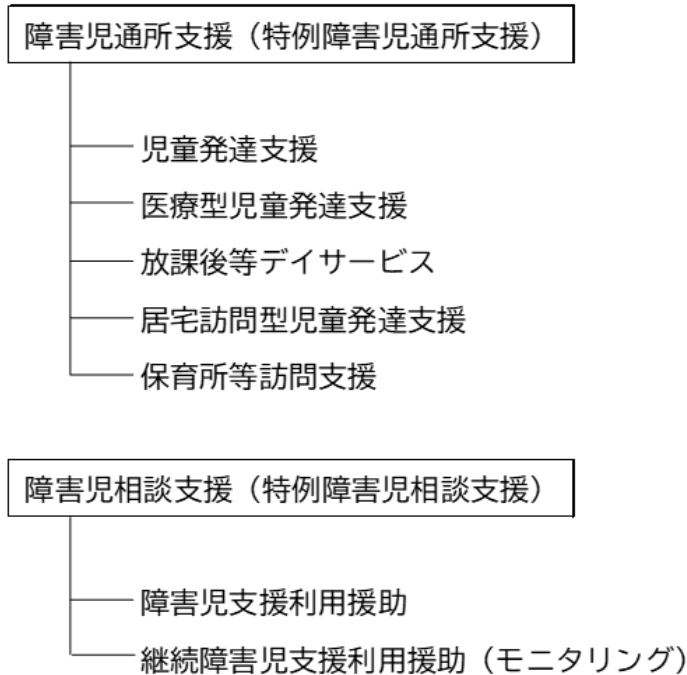 障害児通所支援（特例障害児通所支援）
児童発達支援
医療型児童発達支援
放課後等デイサービス
居宅訪問型児童発達支援
保育所等訪問支援
障害児相談支援（特例障害児相談支援）
障害児支援利用援助
継続障害児支援利用援助（モニタリング）